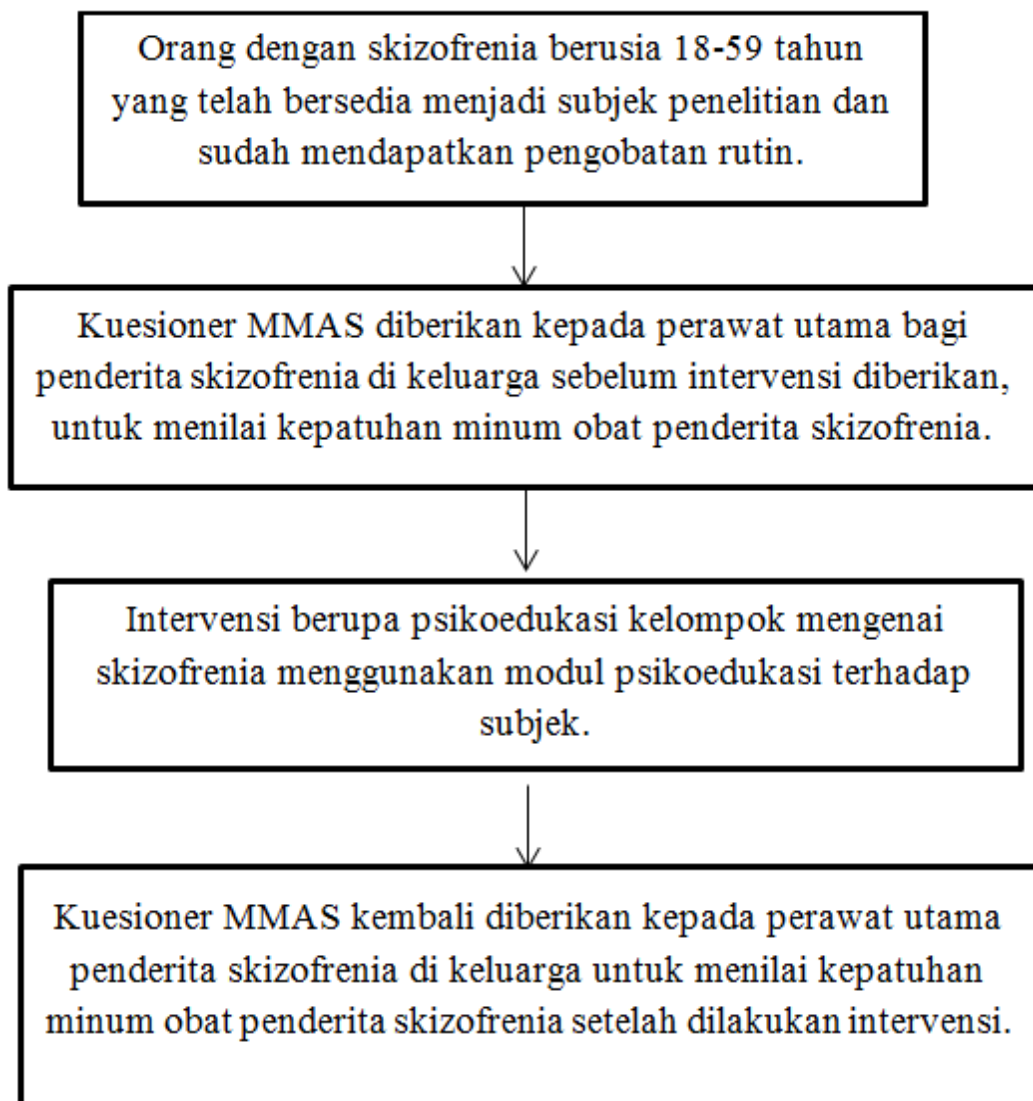 Orang dengan skizofrenia berusia 18-59 tahun
yang telah bersedia menjadi subjek penelitian dan
sudah mendapatkan pengobatan rutin.
Kuesioner MMAS diberikan kepada perawat utama bagi
penderita skizofrenia di keluarga sebelum intervensi diberikan,
untuk menilai kepatuhan minum obat penderita skizofrenia.
Intervensi berupa psikoedukasi kelompok mengenai
skizofrenia menggunakan modul psikoedukasi terhadap
subjek.
Kuesioner MMAS kembali diberikan kepada perawat utama
penderita skizofrenia di keluarga untuk menilai kepatuhan
minum obat penderita skizofrenia setelah dilakukan intervensi.